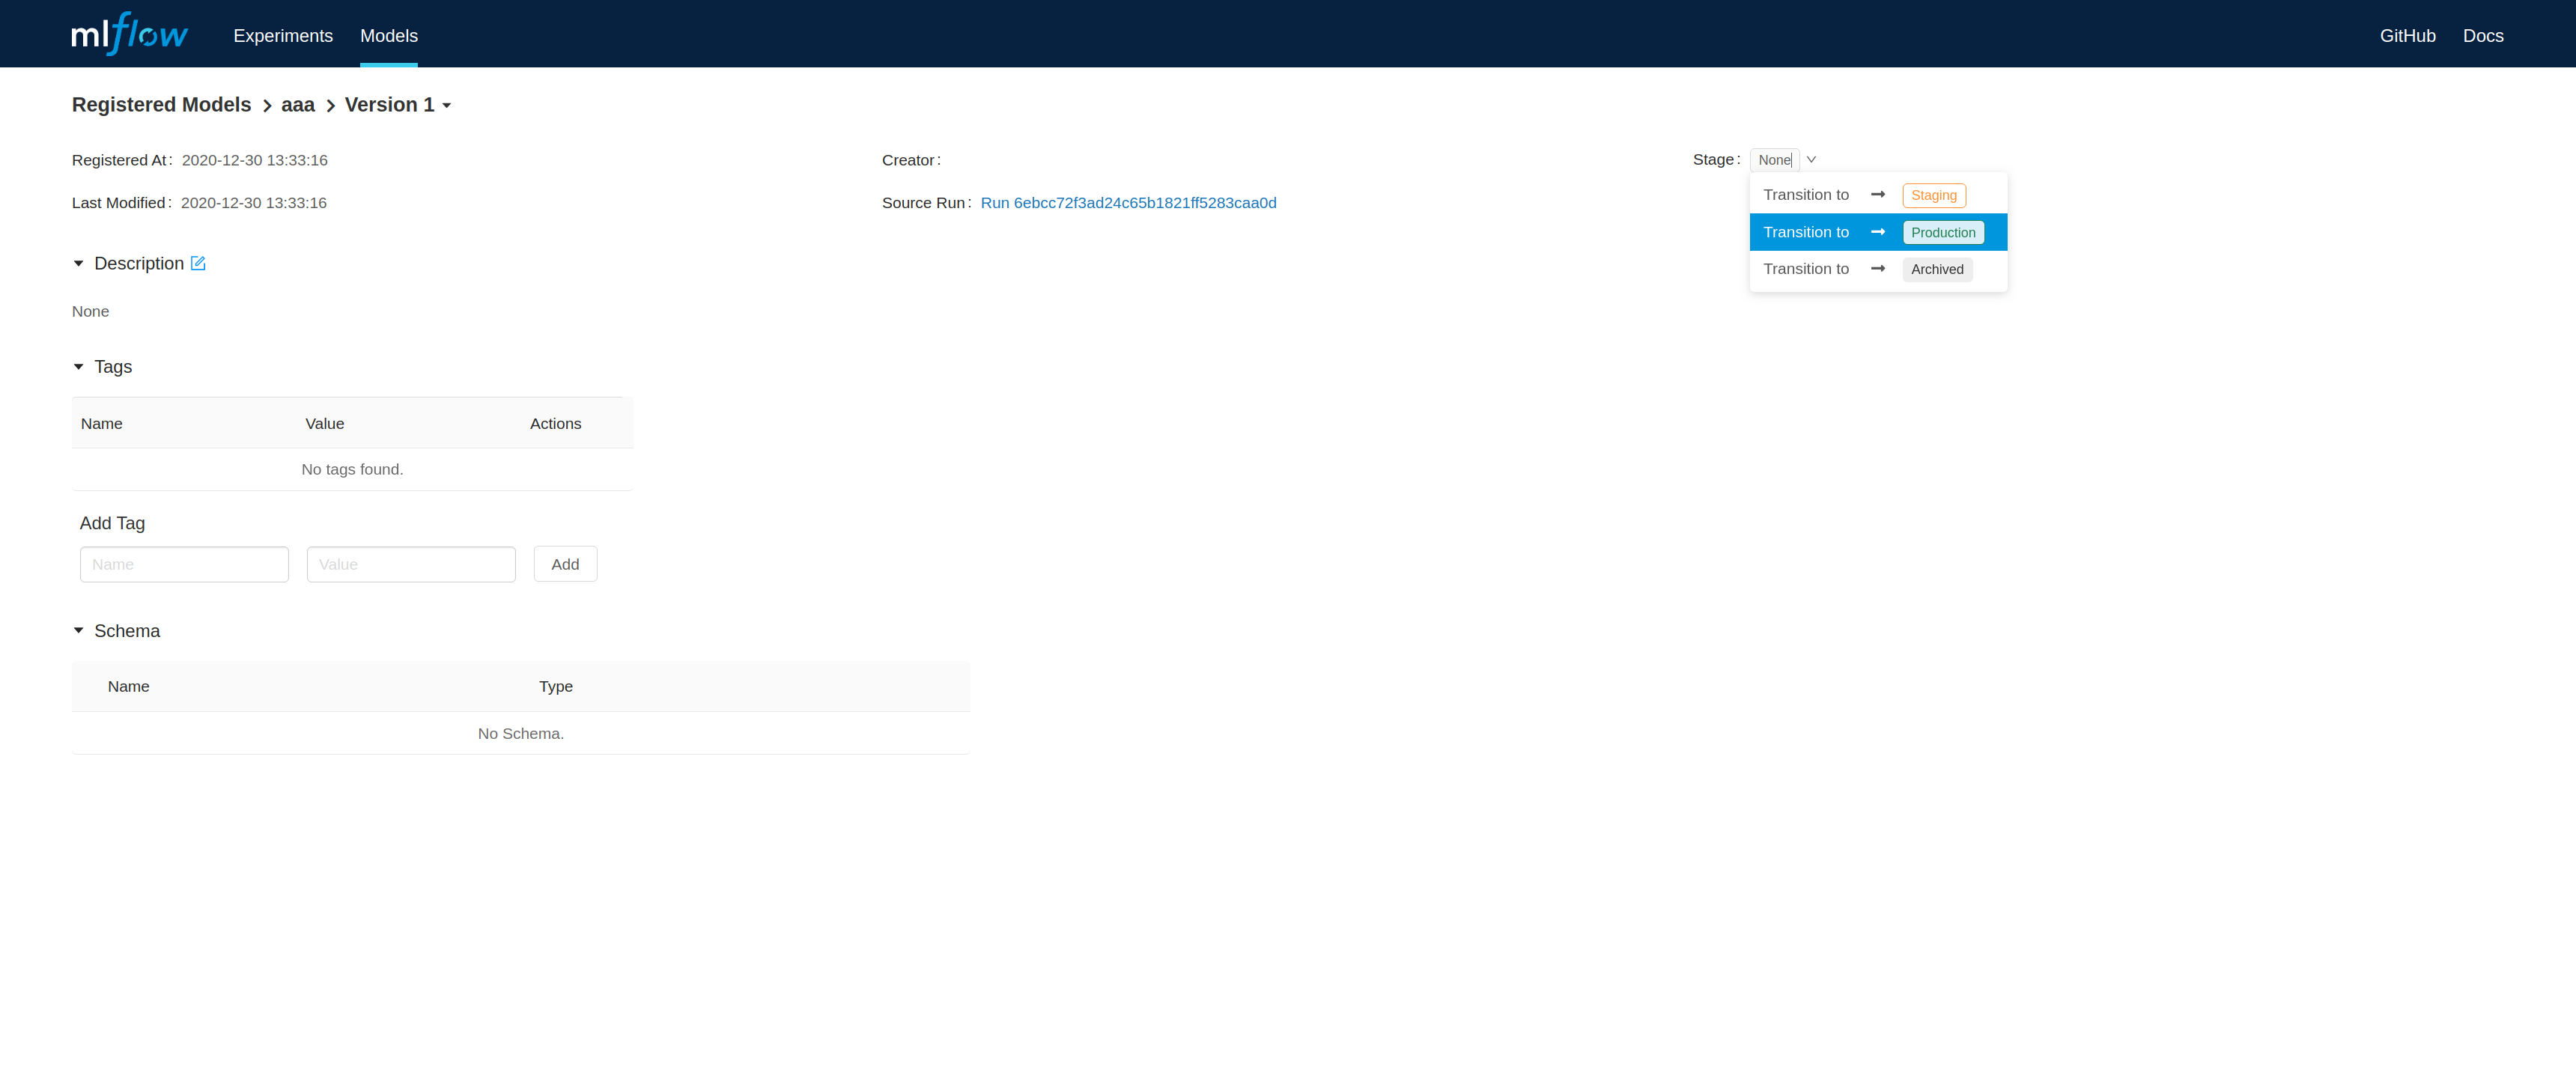 mlflow Experiments Models GitHub Docs
Registered Models > aaa > Version 1
Registered At: 2020-12-30 13:33:16 Creator: Stage: None
Last Modified: 2020-12-30 13:33:16 Source Run: Run 6ebcc72f3ad24c65b1821ff5283caa0d
Transition to → Staging
Transition to → Production
Transition to → Archived
Description
None
Tags
Name Value Actions
No tags found.
Add Tag
Name Value Add
Schema
Name Type
No Schema.